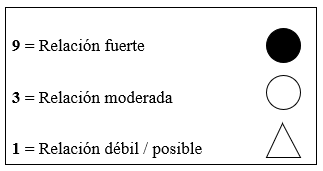 9 = Relación fuerte
3 = Relación moderada
1 = Relación débil / posible